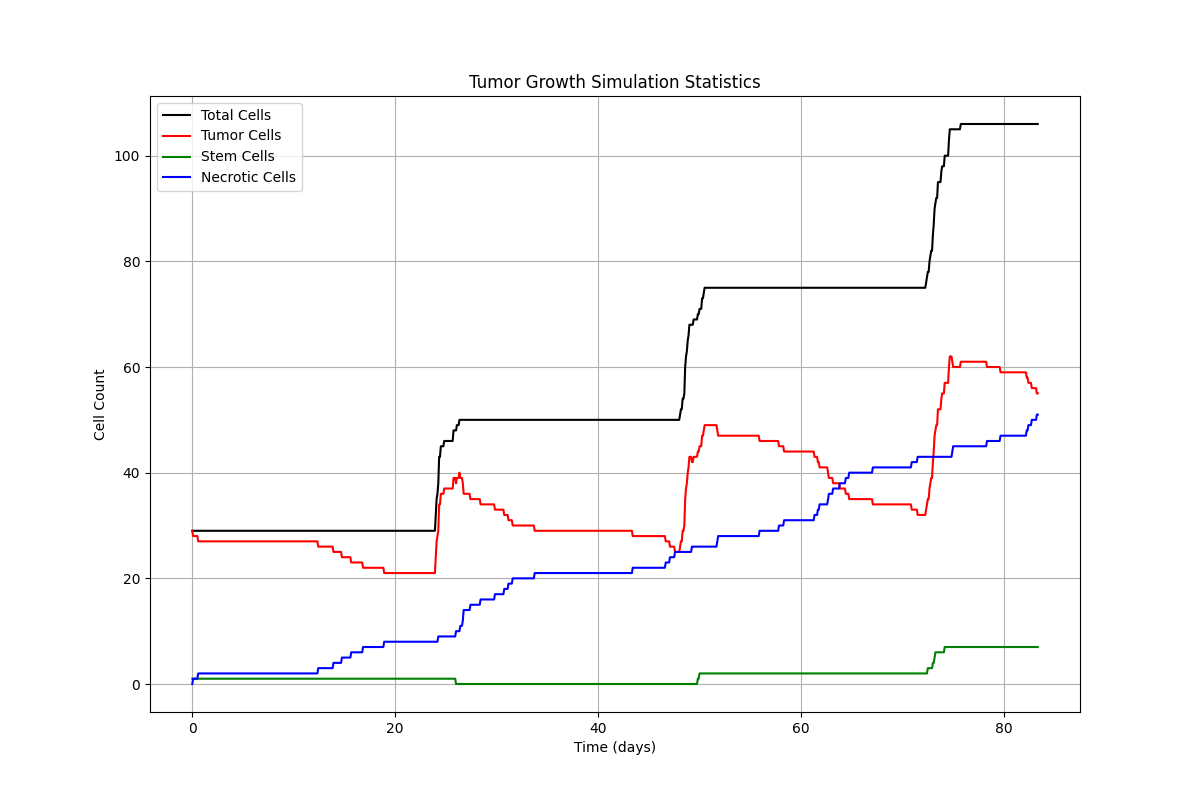 Tumor Growth Simulation Statistics
Total Cells
Tumor Cells
Stem Cells
Necrotic Cells
100
80
60
40
20
0
Cell Count
0 20 40 60 80
Time (days)